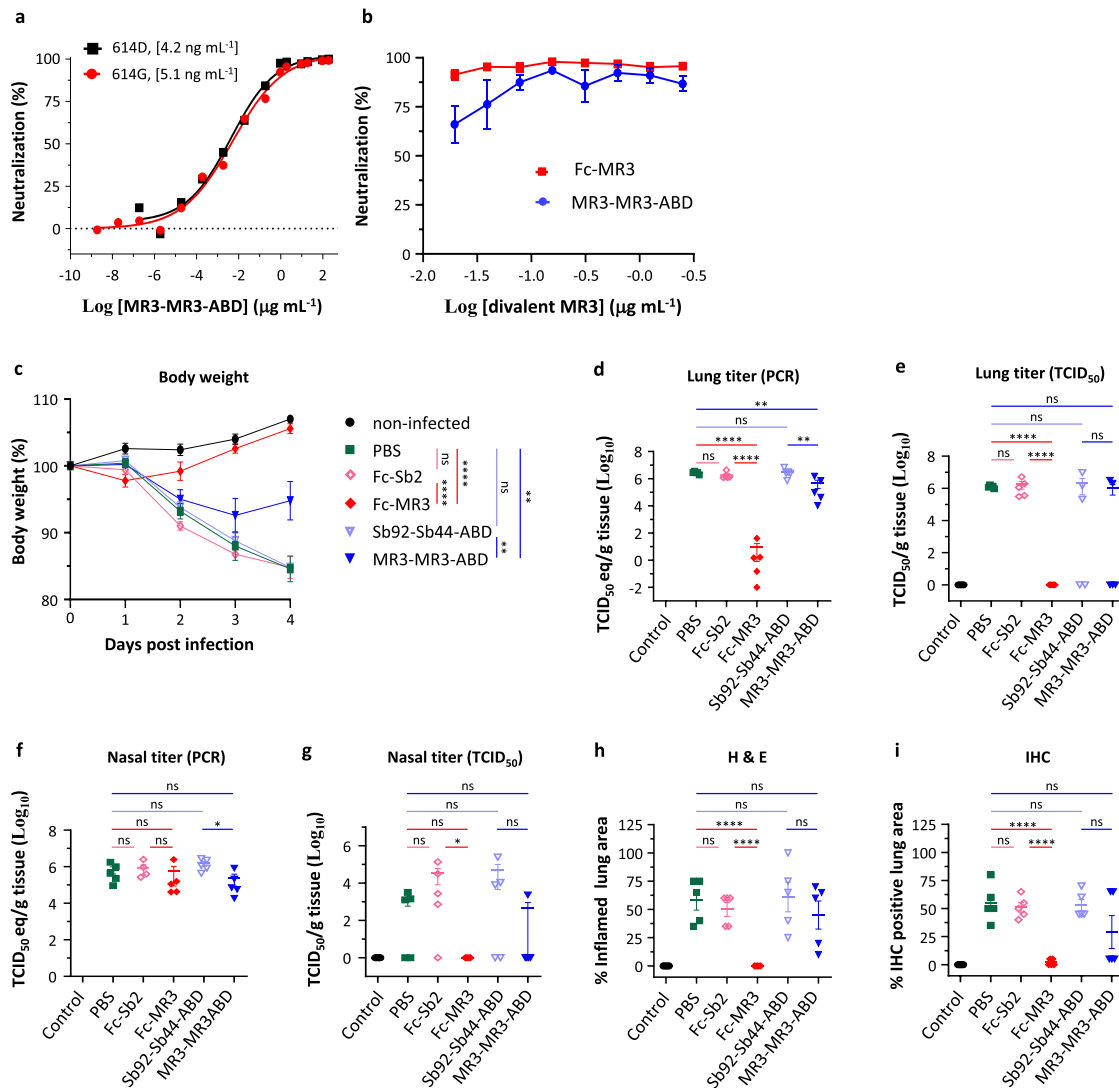 a
614D, [4.2 ng mL-1]
614G, [5.1 ng mL-1]
Neutralization (%)
100
75
50
25
0
-10 -8 -6 -4 -2 0 2
Log [MR3-MR3-ABD] (µg mL-1)
b
Neutralization (%)
100
75
50
25
0
Fc-MR3
MR3-MR3-ABD
-2.0 -1.5 -1.0 -0.5 -0.0 -0.5
Log [divalent MR3] (µg mL-1)
c
Body weight
Body weight (%)
110
100
90
80
0 1 2 3 4
Days post infection
non-infected
PBS
Fc-Sb2
Fc-MR3
Sb92-Sb44-ABD
MR3-MR3-ABD
ns
****
****
ns
**
**
d
Lung titer (PCR)
TCID50 eq/g tissue (Log10)
**
ns
**** **
ns ****
8
6
4
2
0
-2
Control
PBS
Fc-Sb2
Fc-MR3
Sb92-Sb44-ABD
MR3-MR3-ABD
e
Lung titer (TCID50)
TCID50/g tissue (Log10)
ns
ns
**** ns
ns ****
8
6
4
2
0
Control
PBS
Fc-Sb2
Fc-MR3
Sb92-Sb44-ABD
MR3-MR3-ABD
f
Nasal titer (PCR)
TCID50 eq/g tissue (Log10)
ns
ns
ns *
ns ns
8
6
4
2
0
Control
PBS
Fc-Sb2
Fc-MR3
Sb92-Sb44-ABD
MR3-MR3ABD
g
Nasal titer (TCID50)
TCID50/g tissue (Log10)
ns
ns
ns ns
ns *
6
4
2
0
Control
PBS
Fc-Sb2
Fc-MR3
Sb92-Sb44-ABD
MR3-MR3-ABD
h
H & E
% Inflamed lung area
ns
ns
**** ns
ns ****
125
100
75
50
25
0
Control
PBS
Fc-Sb2
Fc-MR3
Sb92-Sb44-ABD
MR3-MR3-ABD
i
IHC
% IHC positive lung area
ns
ns
**** ns
ns ****
125
100
75
50
25
0
Control
PBS
Fc-Sb2
Fc-MR3
Sb92-Sb44-ABD
MR3-MR3-ABD